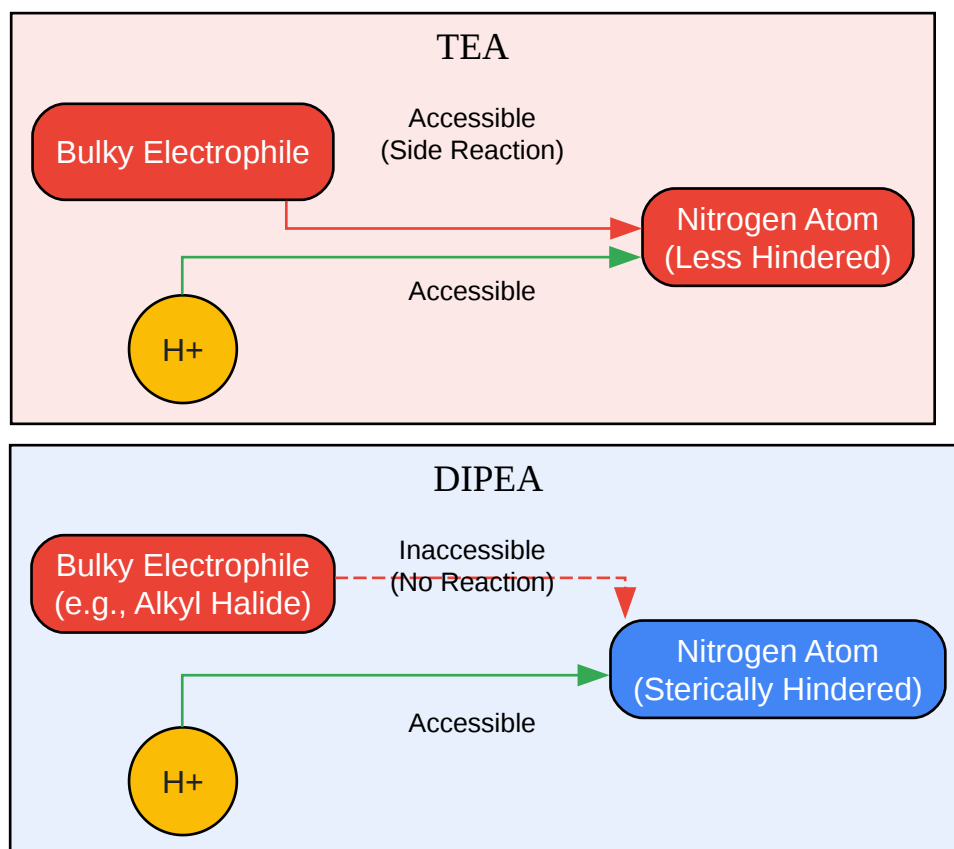 TEA
Bulky Electrophile
Accessible
(Side Reaction)
Nitrogen Atom
(Less Hindered)
Accessible
H+
DIPEA
Bulky Electrophile
(e.g., Alkyl Halide)
Inaccessible
(No Reaction)
Nitrogen Atom
(Sterically Hindered)
Accessible
H+